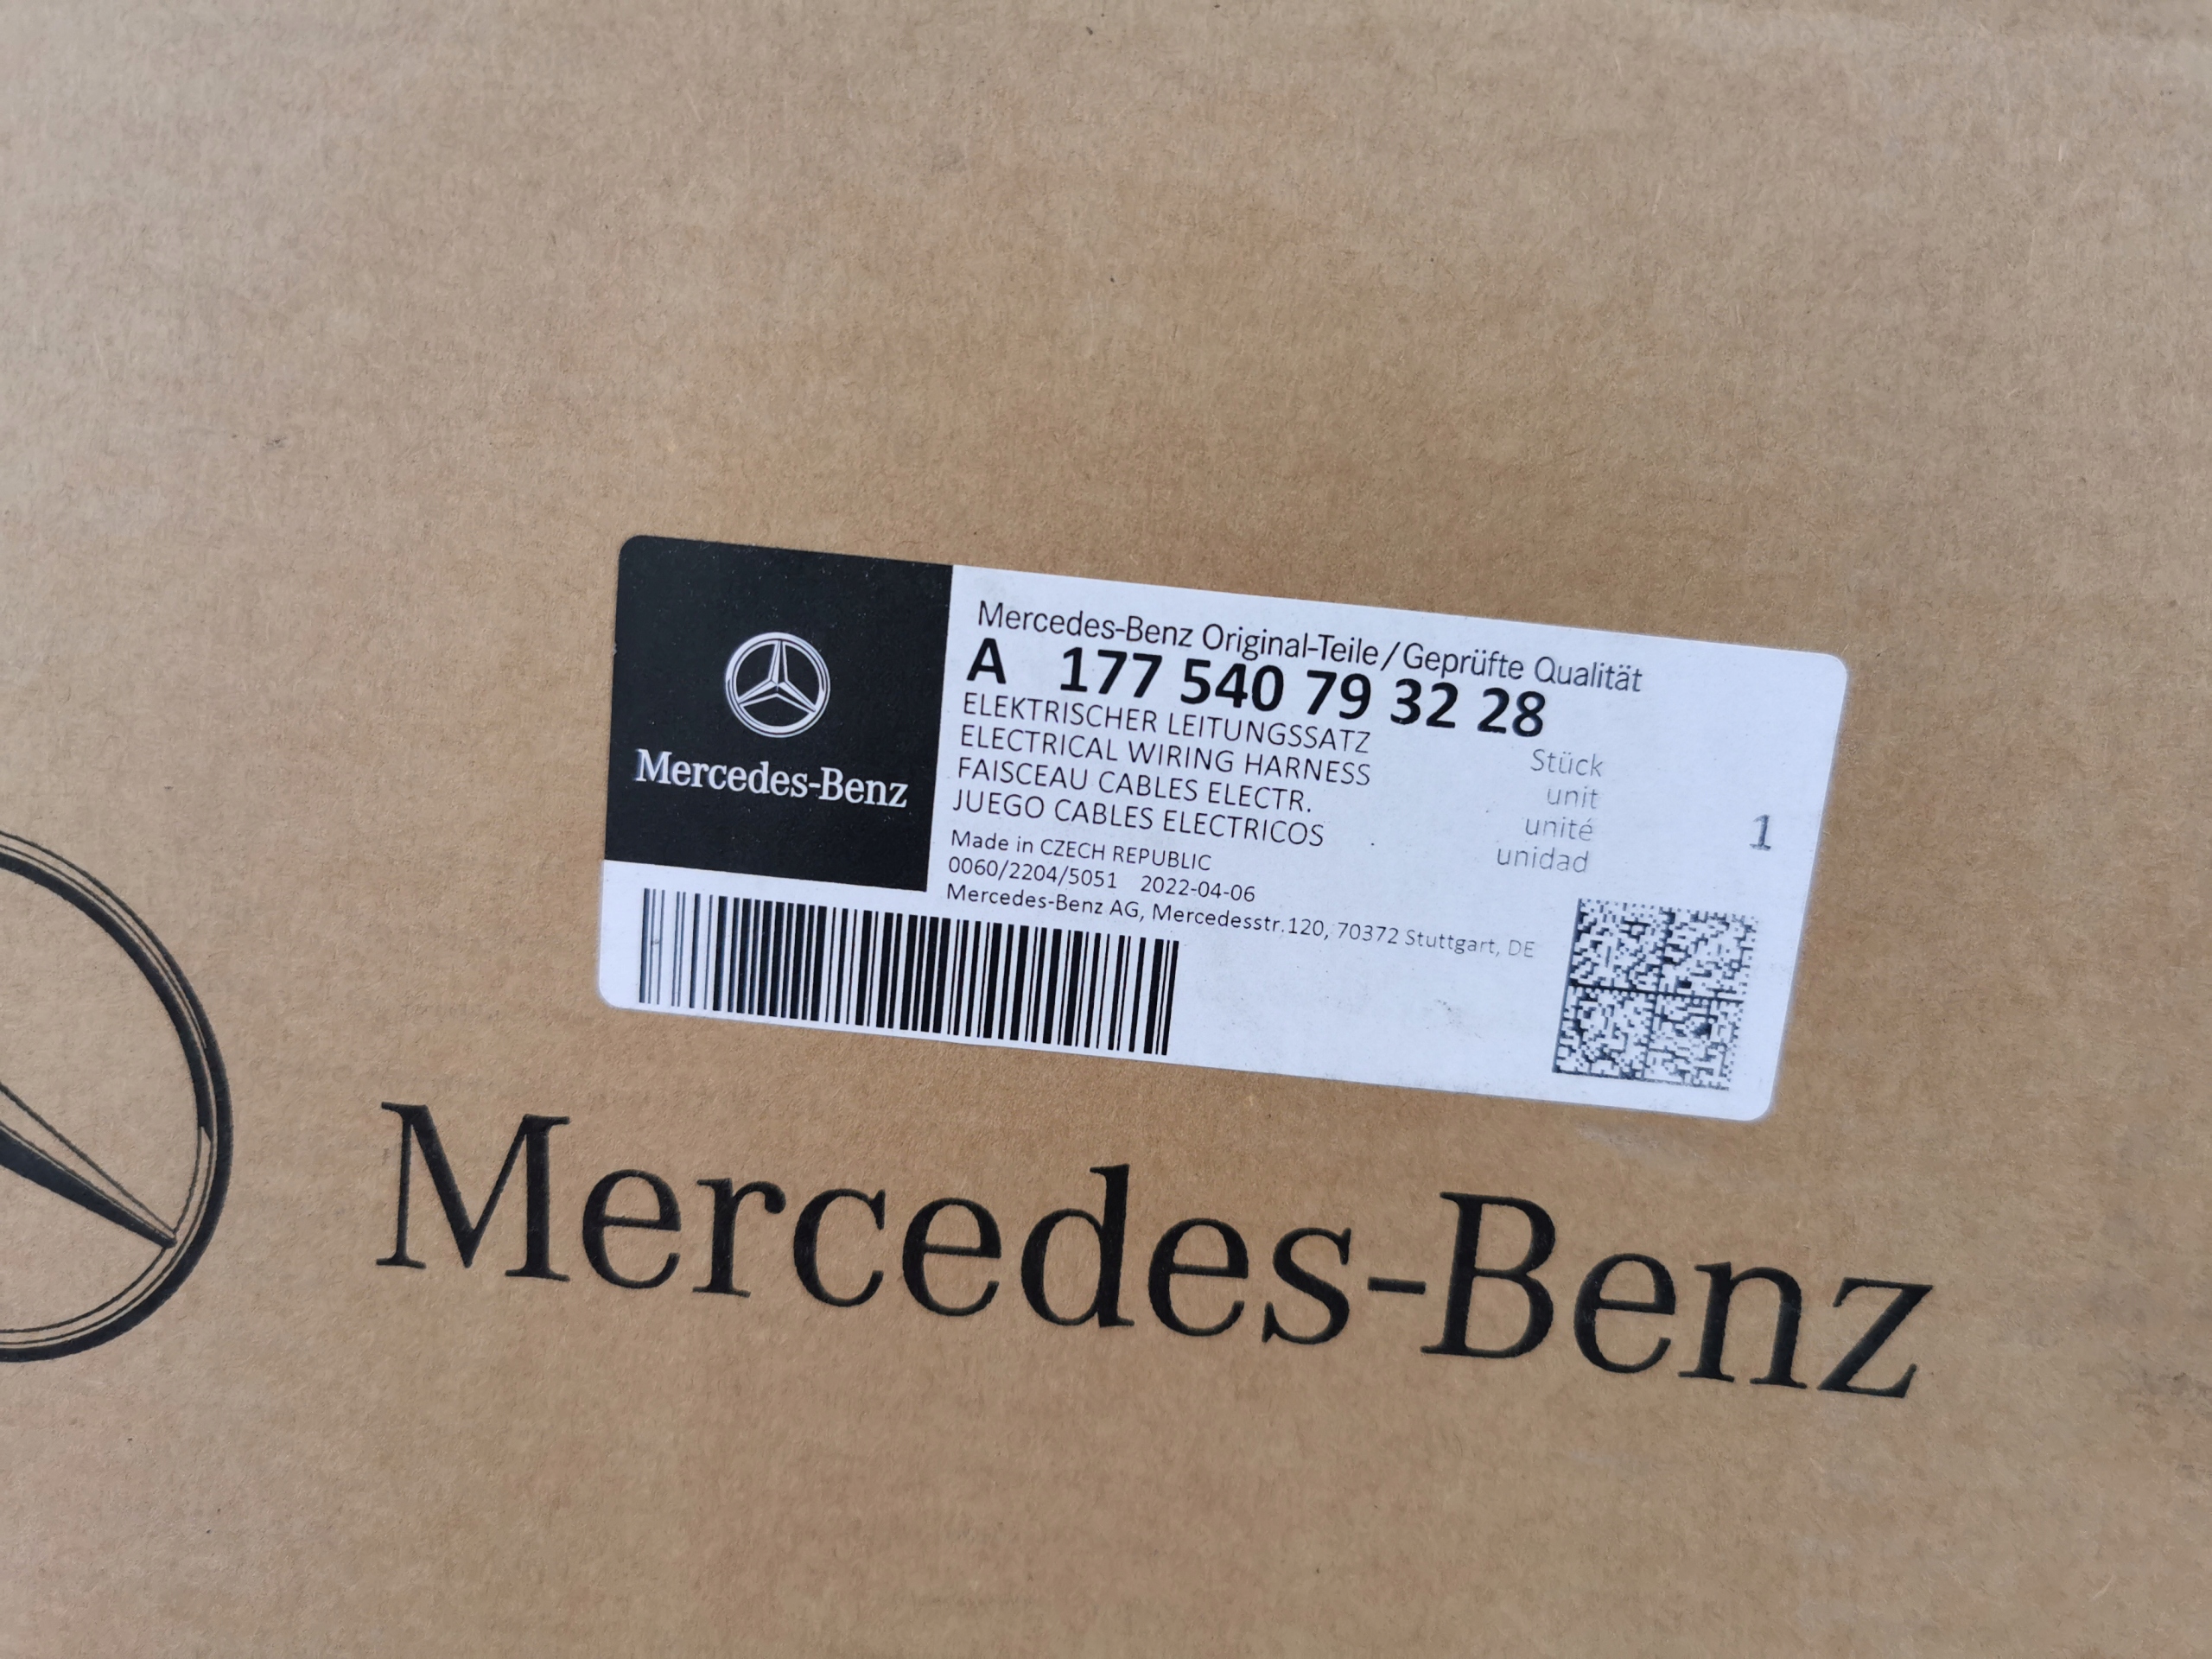 Mercedes-Benz
Mercedes-Benz Original-Teile/Geprüfte Qualität
A 177 540 79 32 28
ELEKTRISCHER LEITUNGSSATZ
ELECTRICAL WIRING HARNESS
FAISCEAU CABLES ELECTR.
JUEGO CABLES ELECTRICOS
Stück
unit
unité
unidad
1
Made in CZECH REPUBLIC
0060/2204/5051 2022-04-06
Mercedes-Benz AG, Mercedesstr.120, 70372 Stuttgart, DE
Mercedes-Benz